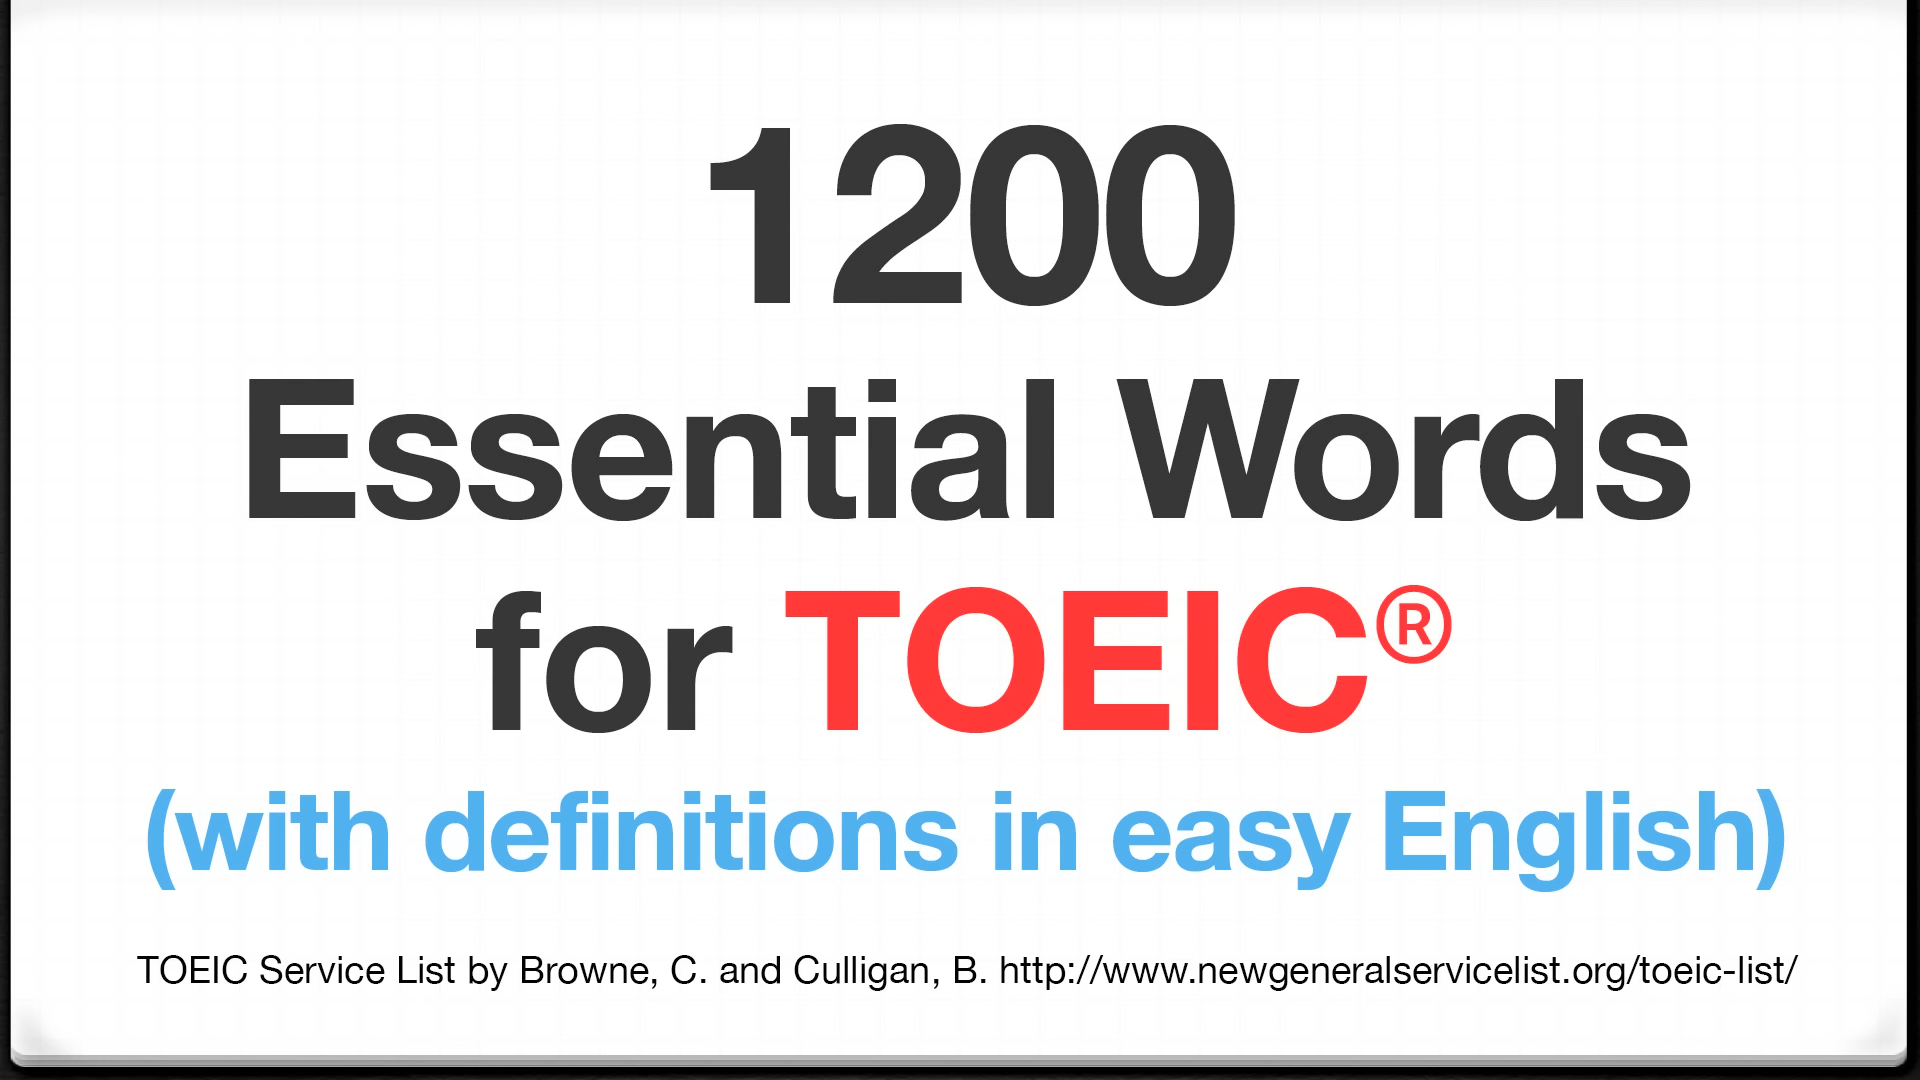 1200
Essential Words
for TOEIC®
(with definitions in easy English)
TOEIC Service List by Browne, C. and Culligan, B. http://www.newgeneralservicelist.org/toeic-list/